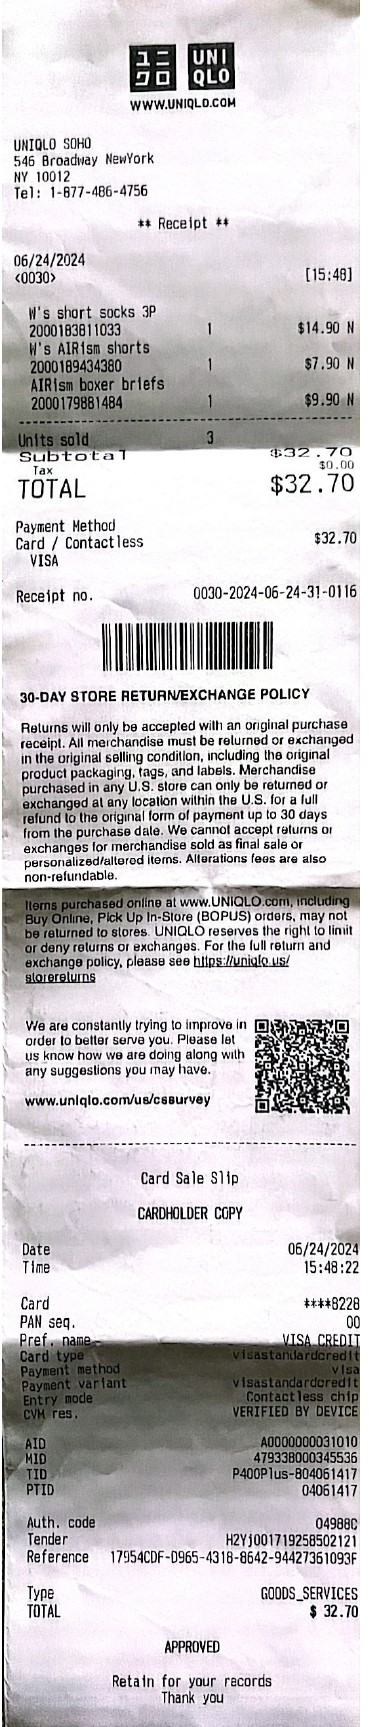 ユニ UNI
クロ QLO
WWW.UNIQLO.COM
UNIQLO SOHO
546 Broadway NewYork
NY 10012
Tel: 1-877-486-4756
** Receipt **
06/24/2024
<0030> [15:48]
W's short socks 3P
2000183811033 1 $14.90 N
W's AIRism shorts
2000189434380 1 $7.90 N
AIRism boxer briefs
2000179881484 1 $9.90 N
Units sold 3
Subtotal $32.70
Tax $0.00
TOTAL $32.70
Payment Method
Card / Contactless $32.70
VISA
Receipt no. 0030-2024-06-24-31-0116
30-DAY STORE RETURN/EXCHANGE POLICY
Returns will only be accepted with an original purchase
receipt. All merchandise must be returned or exchanged
in the original selling condition, including the original
product packaging, tags, and labels. Merchandise
purchased in any U.S. store can only be returned or
exchanged at any location within the U.S. for a full
refund to the original form of payment up to 30 days
from the purchase date. We cannot accept returns or
exchanges for merchandise sold as final sale or
personalized/altered items. Alterations fees are also
non-refundable.
Items purchased online at www.UNIQLO.com, including
Buy Online, Pick Up In-Store (BOPUS) orders, may not
be returned to stores. UNIQLO reserves the right to limit
or deny returns or exchanges. For the full return and
exchange policy, please see https://uniqlo.us/
storereturns
We are constantly trying to improve in
order to better serve you. Please let
us know how we are doing along with
any suggestions you may have.
www.uniqlo.com/us/cssurvey
Card Sale Slip
CARDHOLDER COPY
Date 06/24/2024
Time 15:48:22
Card ****8228
PAN seq. 00
Pref. name VISA CREDIT
Card type visastandardcredit
Payment method visa
Payment variant visastandardcredit
Entry mode Contactless chip
CVM res. VERIFIED BY DEVICE
AID A0000000031010
MID 479338000345536
TID P400Plus-804061417
PTID 04061417
Auth. code 04988C
Tender H2Yj001719258502121
Reference 17954CDF-D965-4318-8642-94427361093F
Type GOODS_SERVICES
TOTAL $ 32.70
APPROVED
Retain for your records
Thank you